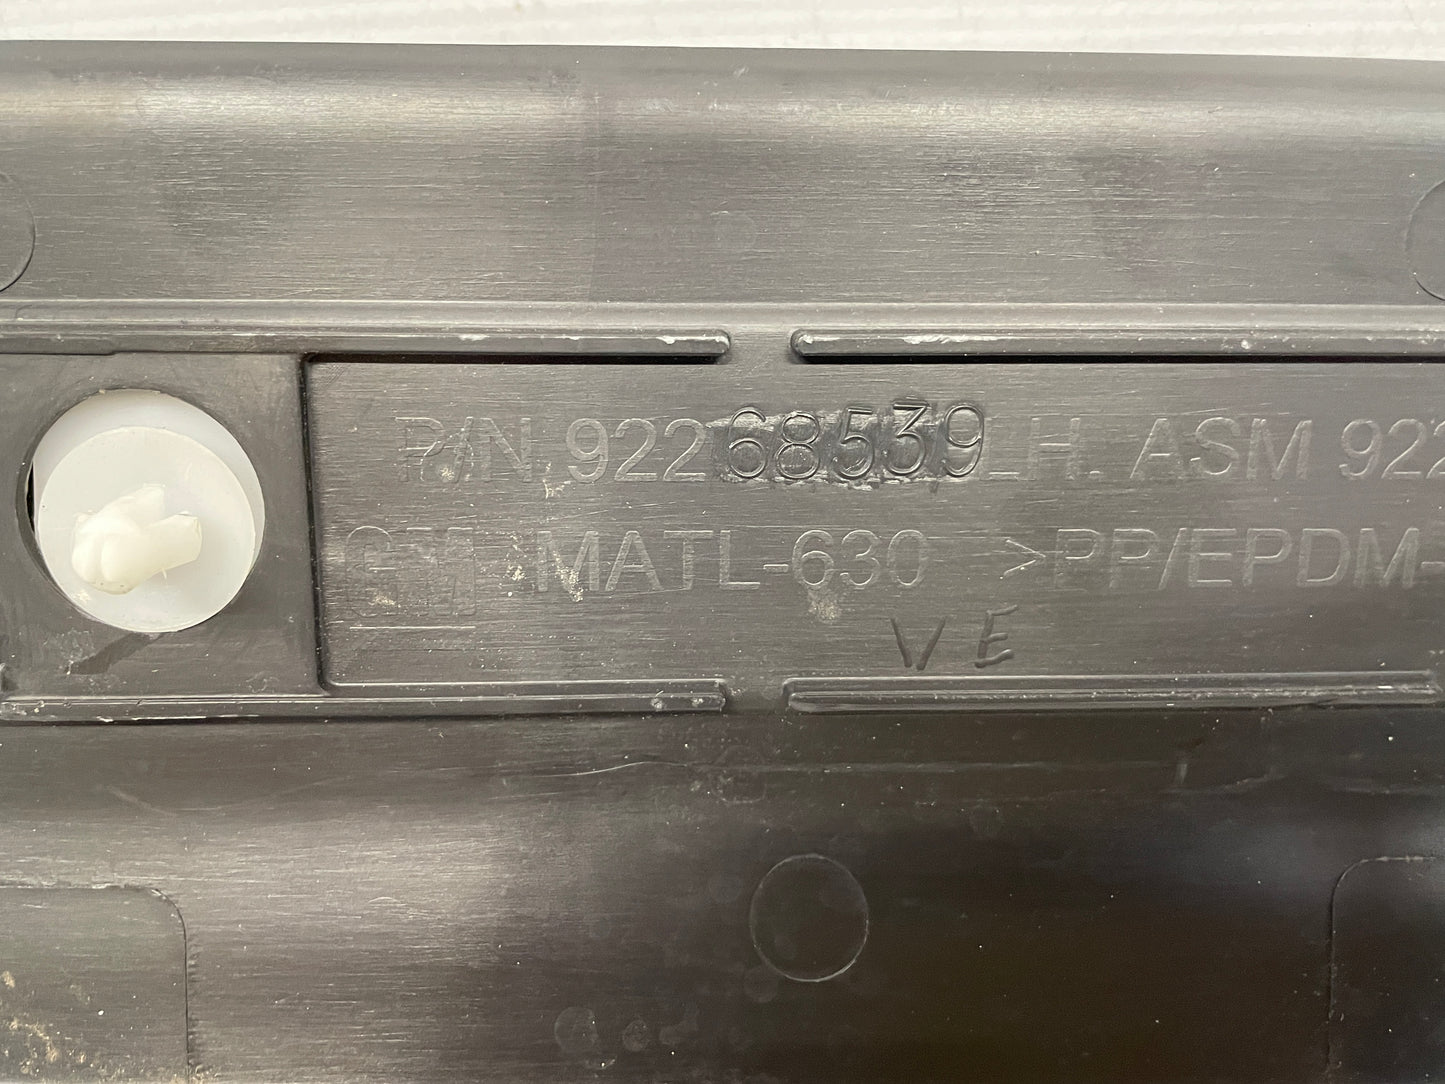 P/N 92268539 LH. ASM 922
GM MATL-630 >PP/EPDM-
VE